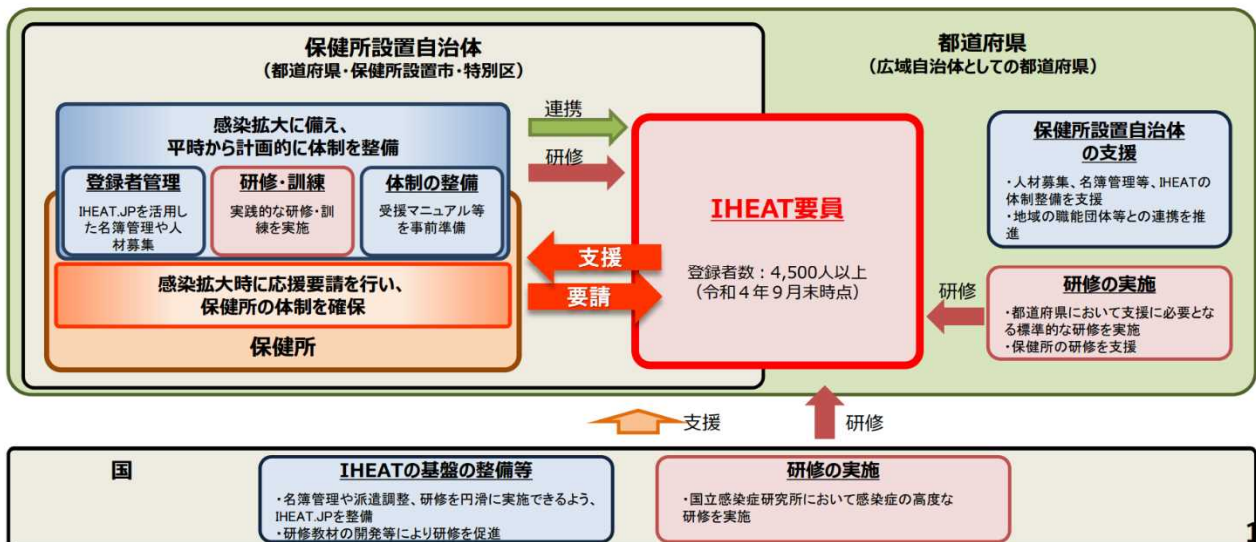 保健所設置自治体
（都道府県・保健所設置市・特別区）
都道府県
（広域自治体としての都道府県）
感染拡大に備え、
平時から計画的に体制を整備
登録者管理
IHEAT.JPを活用し
た名簿管理や人
材募集
研修・訓練
実践的な研修・訓
練を実施
体制の整備
受援マニュアル等
を事前準備
感染拡大時に応援要請を行い、
保健所の体制を確保
保健所
連携
研修
支援
要請
IHEAT要員
登録者数：4,500人以上
（令和４年９月末時点）
保健所設置自治体
の支援
・人材募集、名簿管理等、IHEATの
体制整備を支援
・地域の職能団体等との連携を推
進
研修
研修の実施
・都道府県において支援に必要とな
る標準的な研修を実施
・保健所の研修を支援
支援
研修
国
IHEATの基盤の整備等
・名簿管理や派遣調整、研修を円滑に実施できるよう、
IHEAT.JPを整備
・研修教材の開発等により研修を促進
研修の実施
・国立感染症研究所において感染症の高度な
研修を実施
1